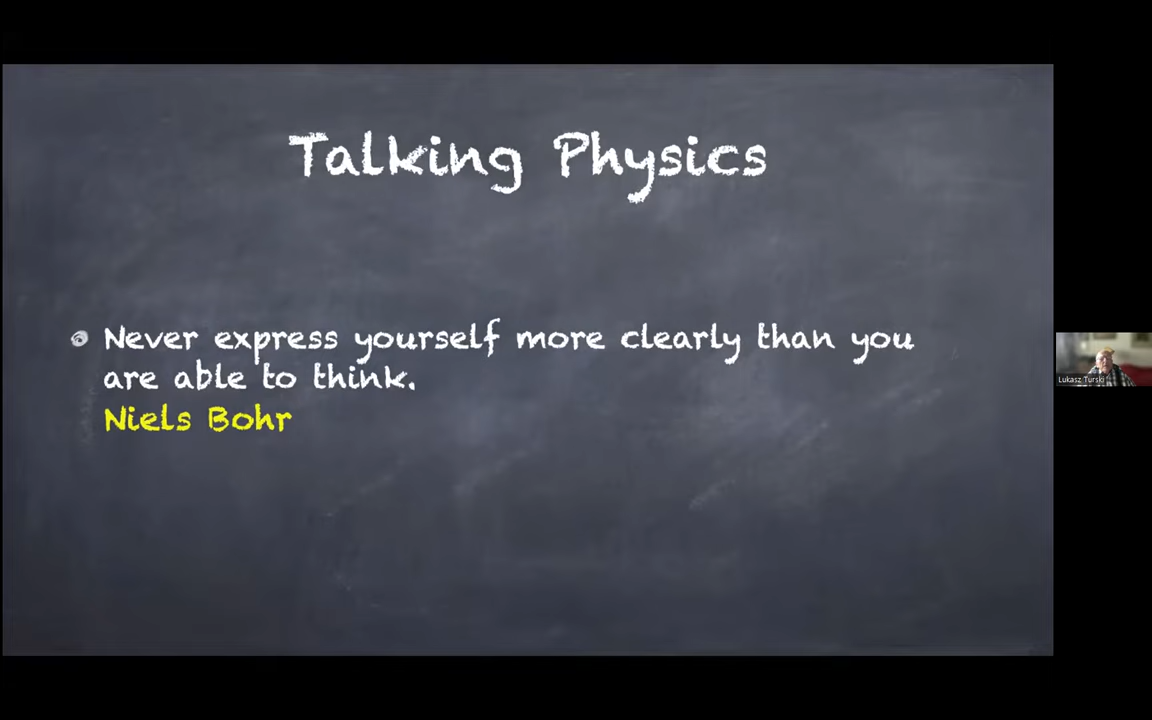 Talking Physics
Never express yourself more clearly than you
are able to think.
Niels Bohr
Lukasz Turski